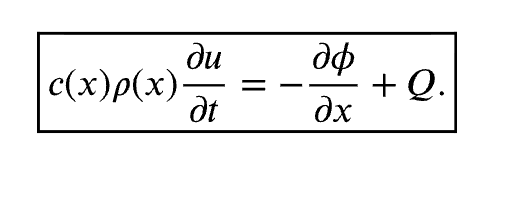 c(x)ρ(x) ∂u/∂t = −∂ϕ/∂x + Q.